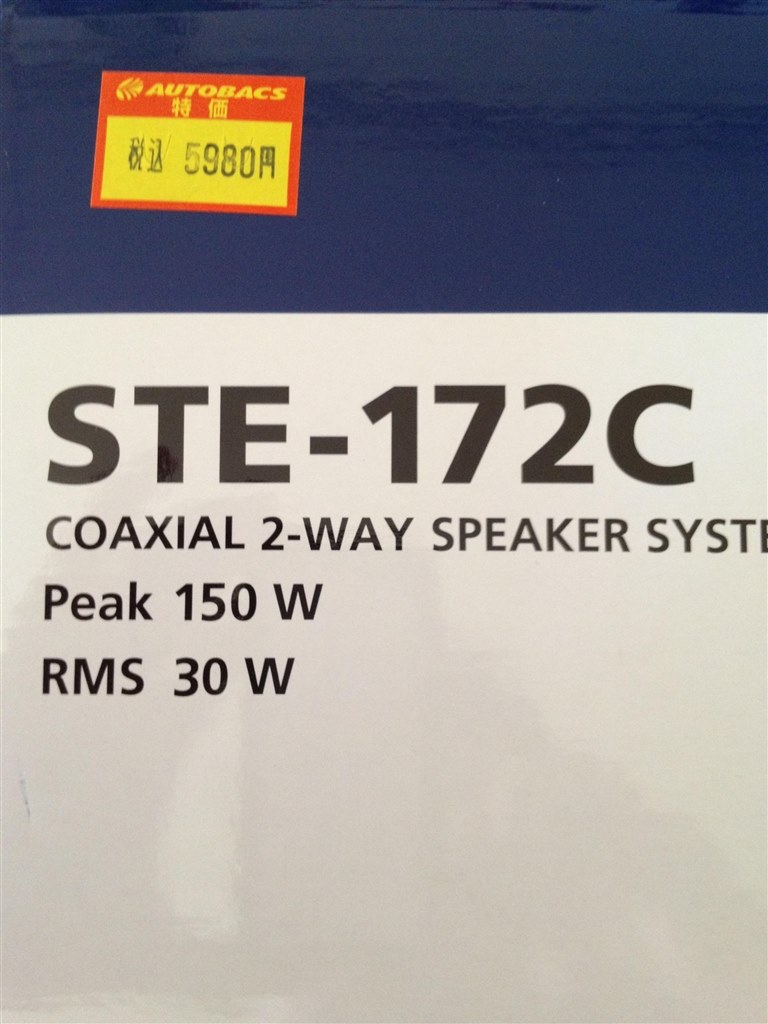 AUTOBACS
特価
税込 5980円
STE-172C
COAXIAL 2-WAY SPEAKER SYSTE
Peak 150 W
RMS 30 W